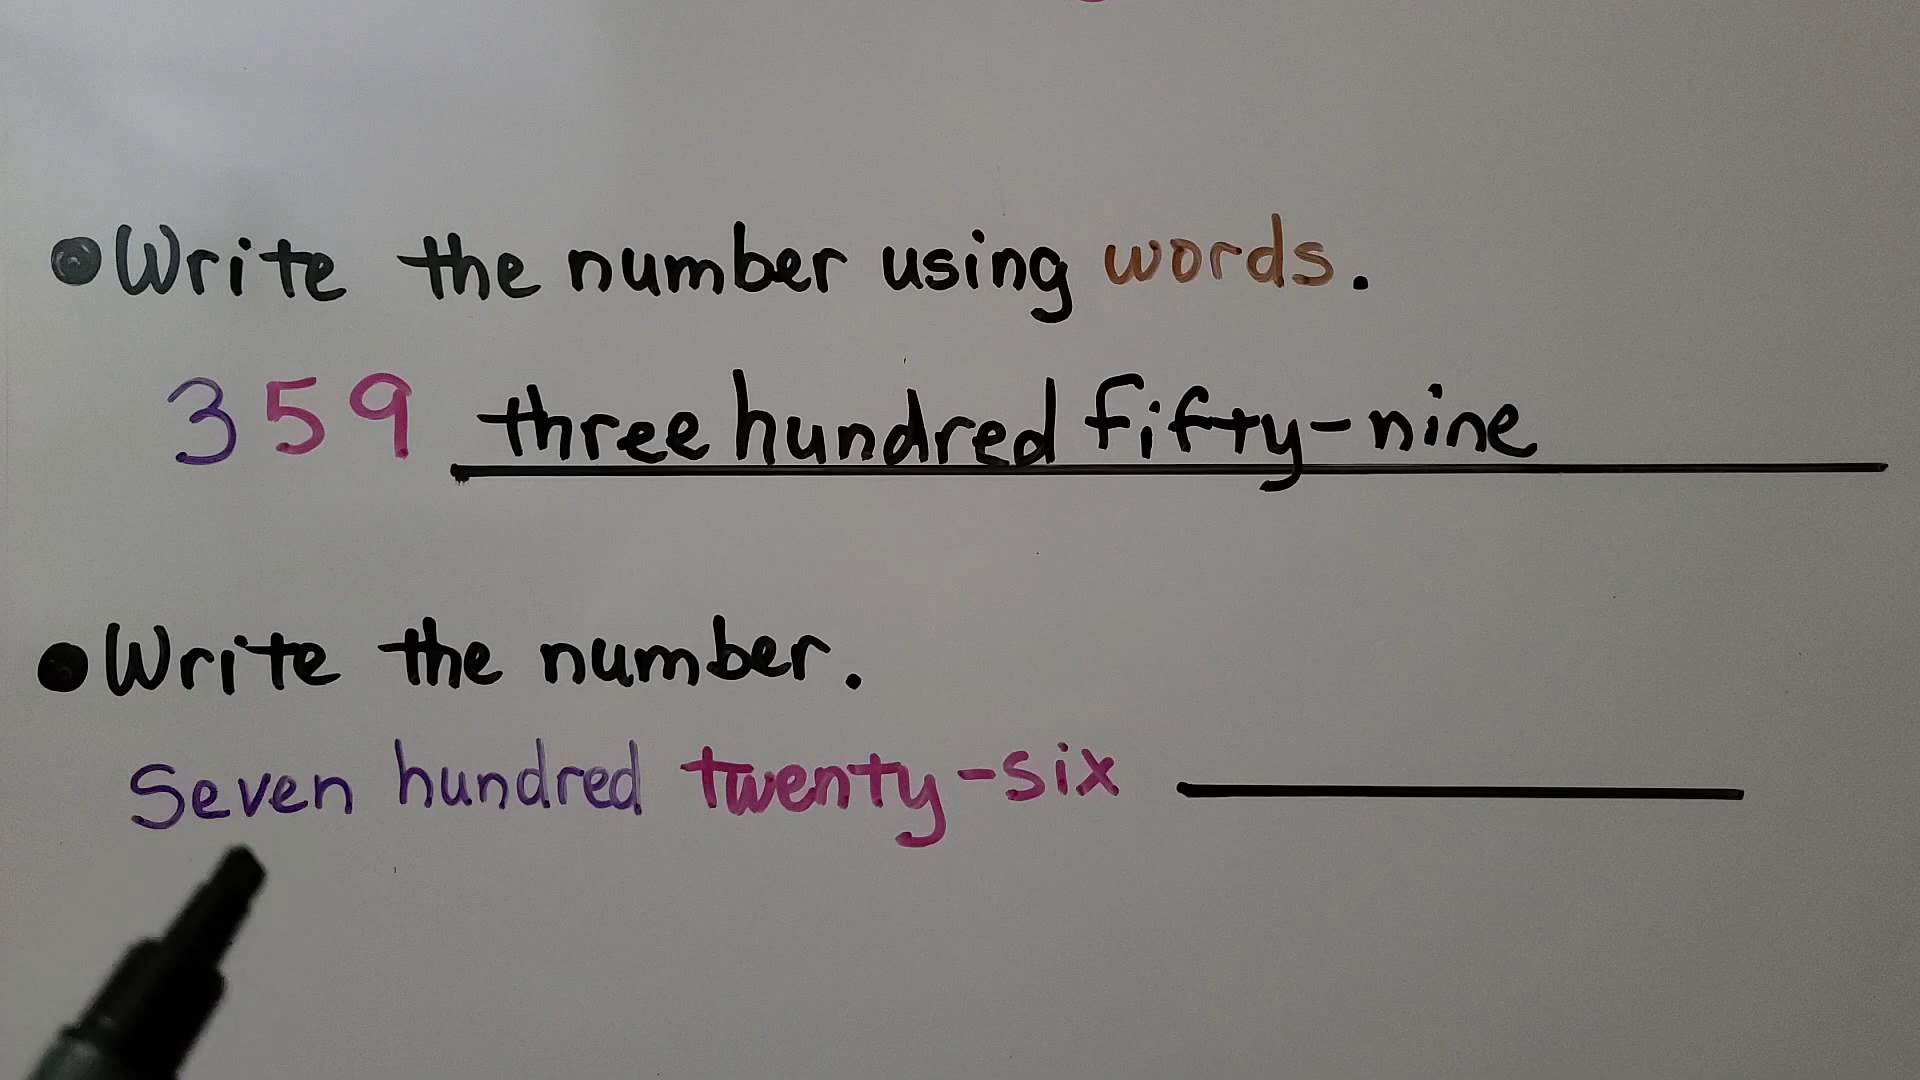 Write the number using words.
359 three hundred fifty-nine
Write the number.
Seven hundred twenty-six